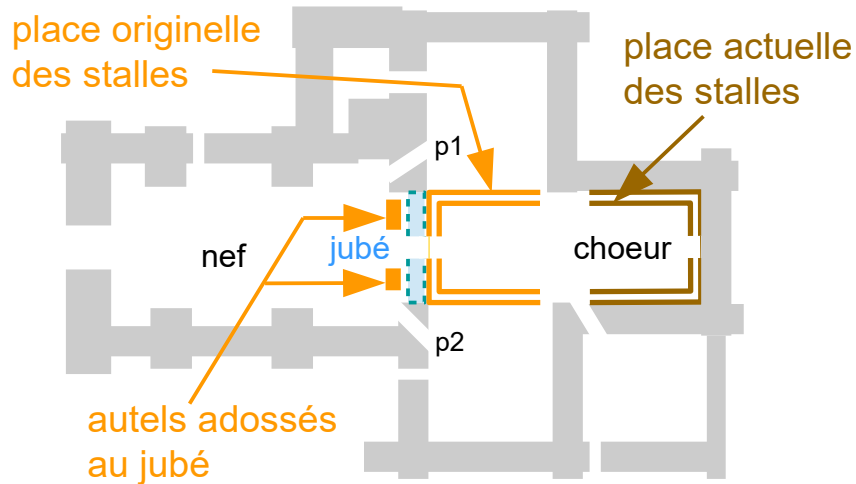 place originelle
des stalles
place actuelle
des stalles
p1
nef
jubé
choeur
p2
autels adossés
au jubé